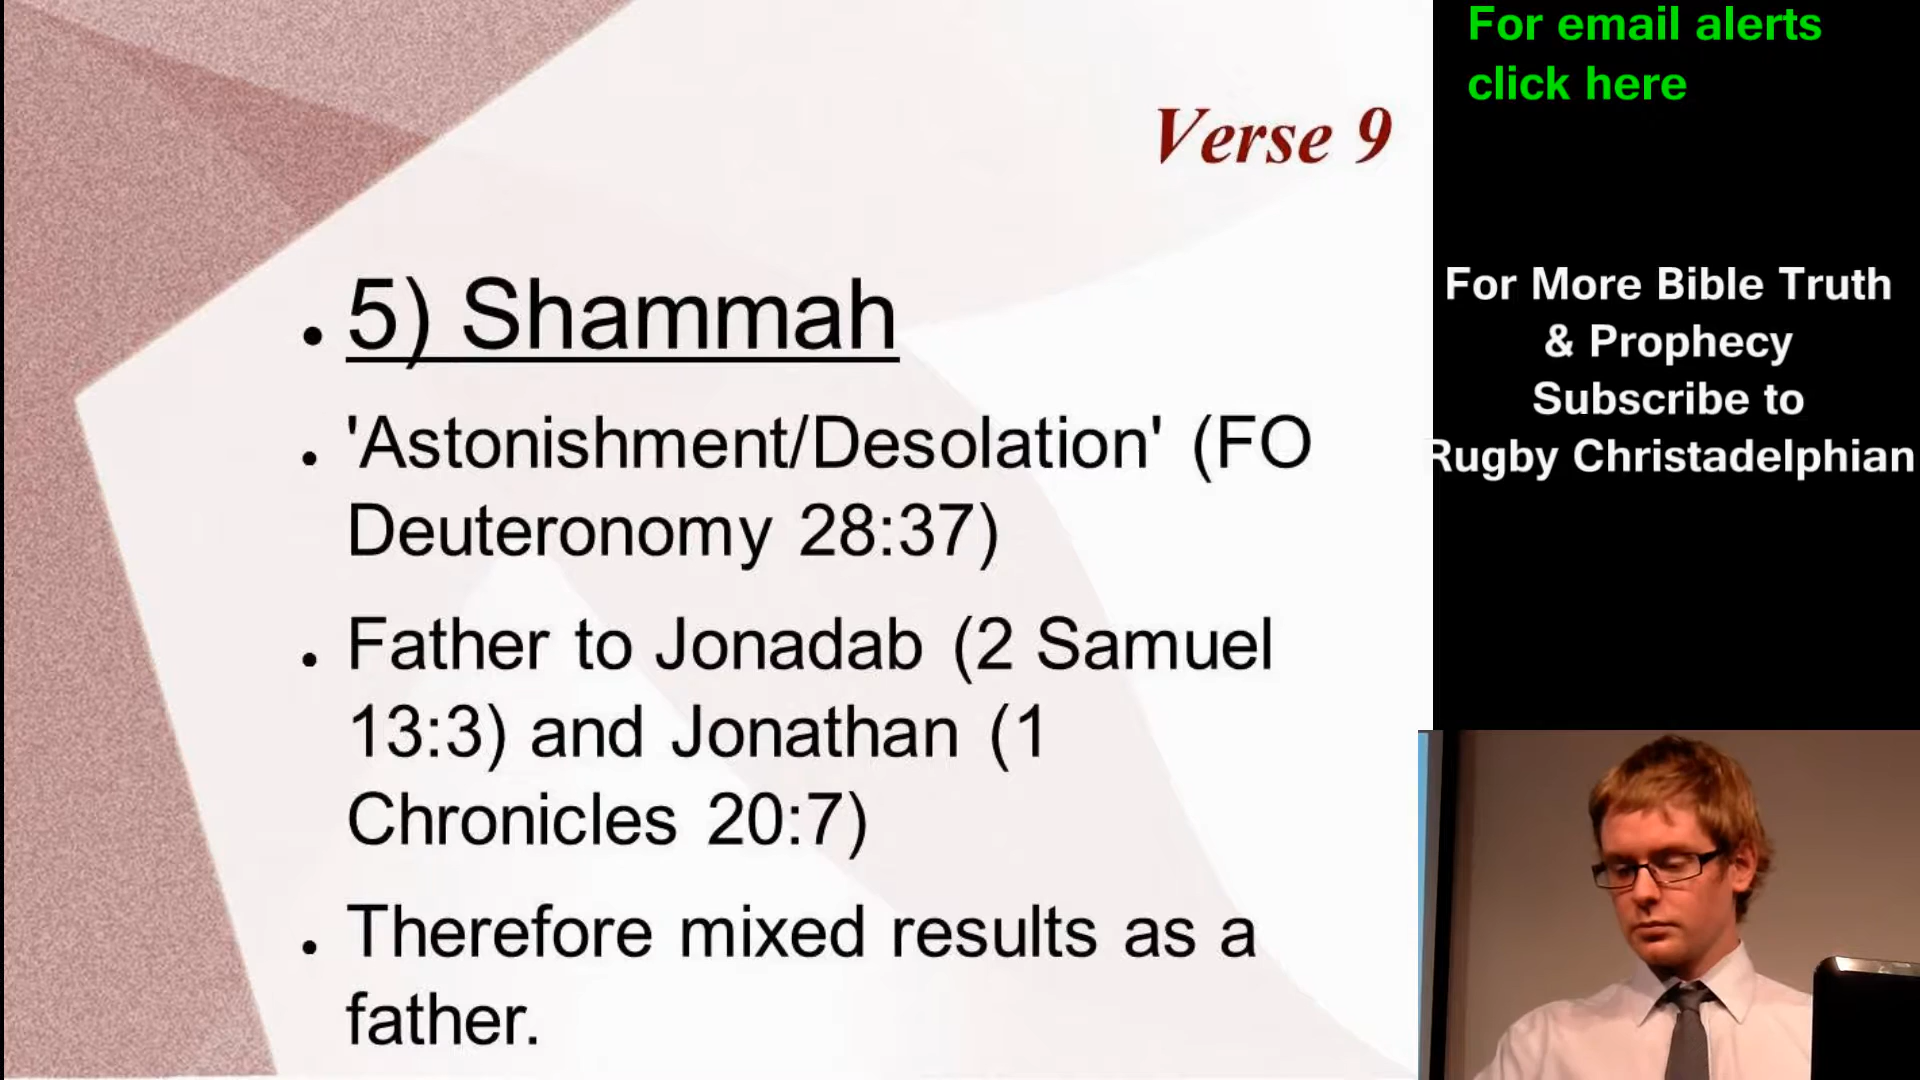 Verse 9
• 5) Shammah
• 'Astonishment/Desolation' (FO
Deuteronomy 28:37)
• Father to Jonadab (2 Samuel
13:3) and Jonathan (1
Chronicles 20:7)
• Therefore mixed results as a
father.
For email alerts
click here
For More Bible Truth
& Prophecy
Subscribe to
Rugby Christadelphian